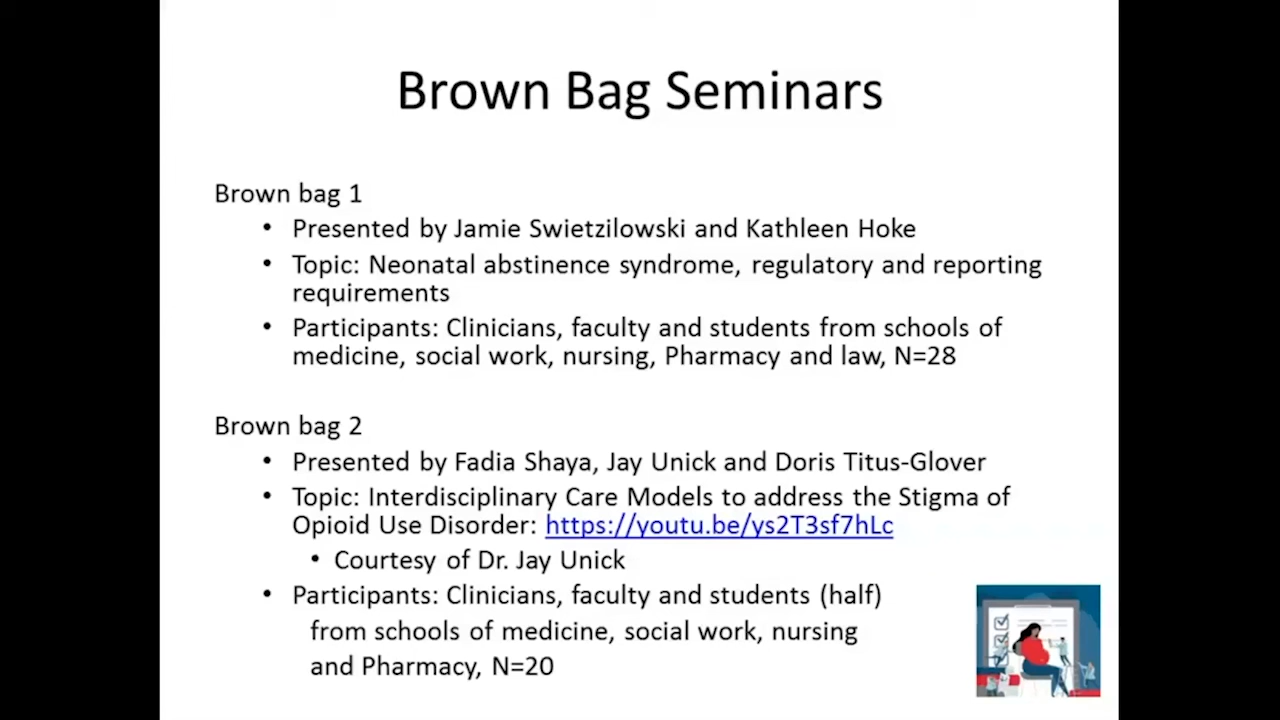 Brown Bag Seminars
Brown bag 1
• Presented by Jamie Swietzilowski and Kathleen Hoke
• Topic: Neonatal abstinence syndrome, regulatory and reporting
requirements
• Participants: Clinicians, faculty and students from schools of
medicine, social work, nursing, Pharmacy and law, N=28
Brown bag 2
• Presented by Fadia Shaya, Jay Unick and Doris Titus-Glover
• Topic: Interdisciplinary Care Models to address the Stigma of
Opioid Use Disorder: https://youtu.be/ys2T3sf7hLc
• Courtesy of Dr. Jay Unick
• Participants: Clinicians, faculty and students (half)
from schools of medicine, social work, nursing
and Pharmacy, N=20